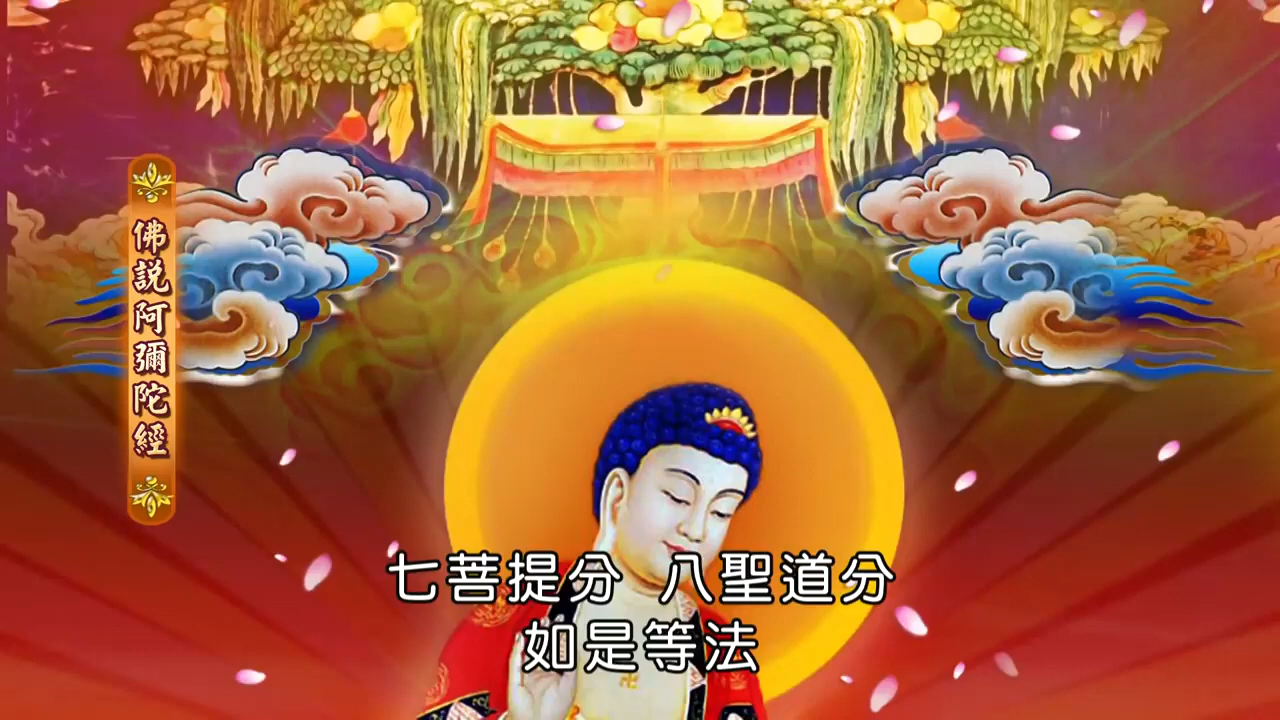 佛說阿彌陀經
七菩提分 八聖道分
如是等法